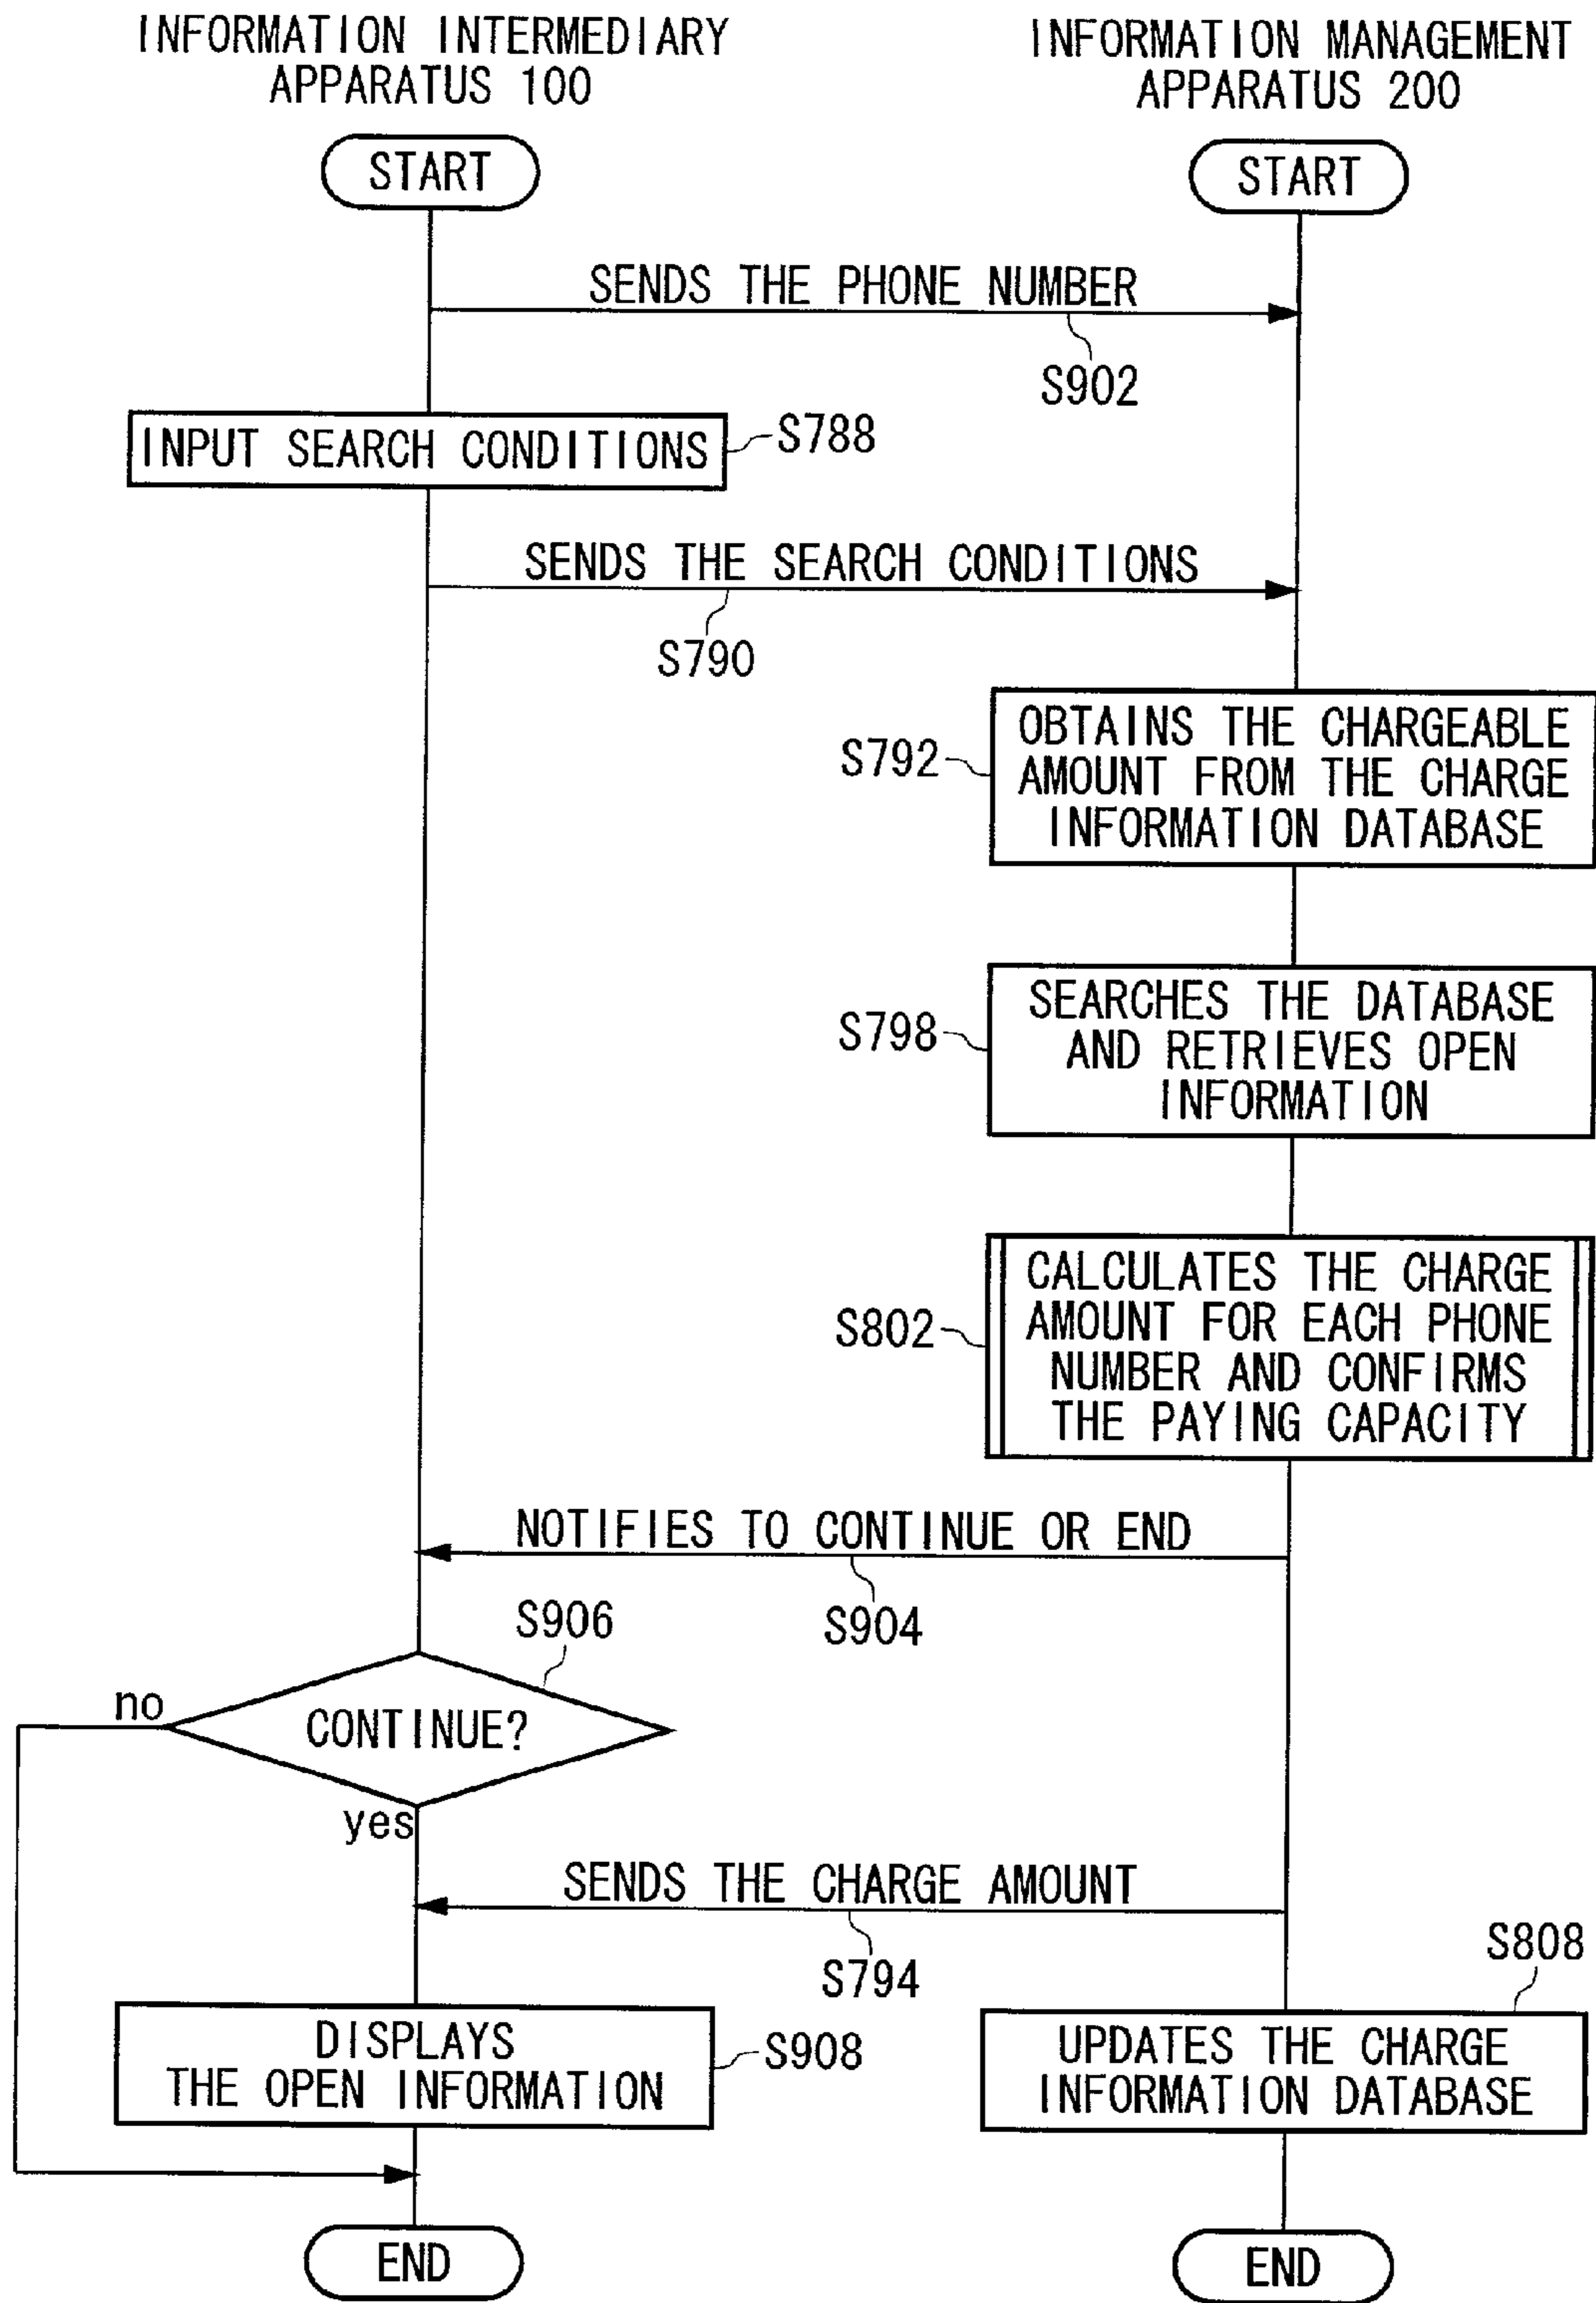 INFORMATION INTERMEDIARY
APPARATUS 100
INFORMATION MANAGEMENT
APPARATUS 200
START
START
SENDS THE PHONE NUMBER
S902
INPUT SEARCH CONDITIONS
S788
SENDS THE SEARCH CONDITIONS
S790
S792
OBTAINS THE CHARGEABLE
AMOUNT FROM THE CHARGE
INFORMATION DATABASE
S798
SEARCHES THE DATABASE
AND RETRIEVES OPEN
INFORMATION
S802
CALCULATES THE CHARGE
AMOUNT FOR EACH PHONE
NUMBER AND CONFIRMS
THE PAYING CAPACITY
NOTIFIES TO CONTINUE OR END
S904
S906
no
CONTINUE?
yes
SENDS THE CHARGE AMOUNT
S794
S808
DISPLAYS
THE OPEN INFORMATION
S908
UPDATES THE CHARGE
INFORMATION DATABASE
END
END